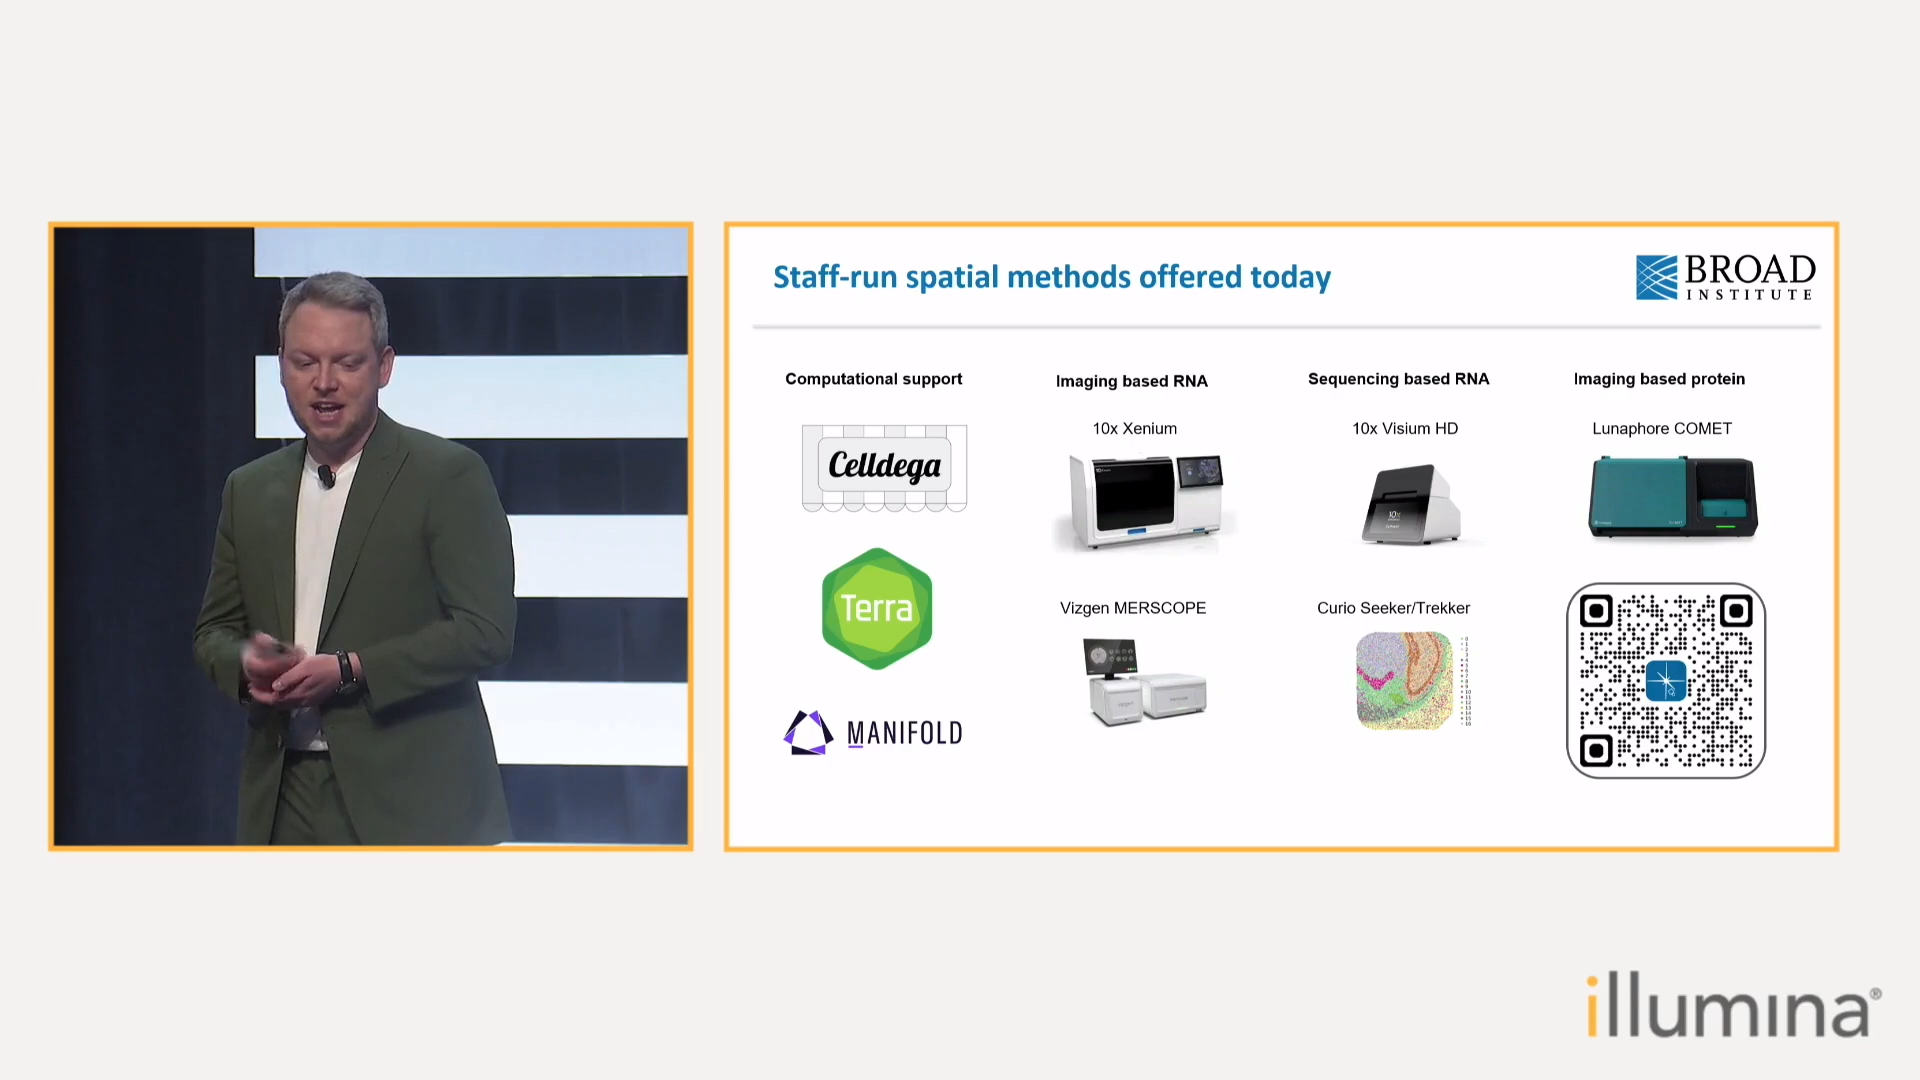 Staff-run spatial methods offered today
BROAD
INSTITUTE
Computational support
Celldega
Terra
MANIFOLD
Imaging based RNA
10x Xenium
Vizgen MERSCOPE
Sequencing based RNA
10x Visium HD
Curio Seeker/Trekker
Imaging based protein
Lunaphore COMET
illumina®